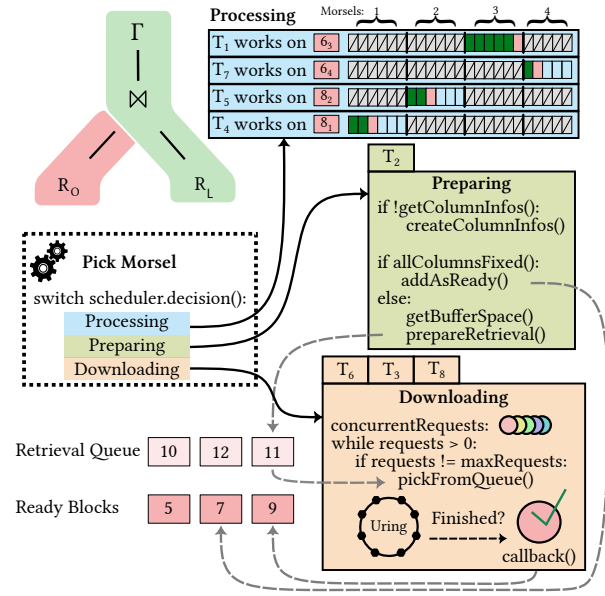 Processing
Morsels: 1 2 3 4
T₁ works on 6₃
T₇ works on 6₄
T₅ works on 8₂
T₄ works on 8₁
Γ
⋈
R_O
R_L
T₂
Preparing
if !getColumnInfos():
createColumnInfos()
if allColumnsFixed():
addAsReady()
else:
getBufferSpace()
prepareRetrieval()
Pick Morsel
switch scheduler.decision():
Processing
Preparing
Downloading
T₆ T₃ T₈
Downloading
concurrentRequests:
while requests > 0:
if requests != maxRequests:
pickFromQueue()
Uring
Finished?
callback()
Retrieval Queue 10 12 11
Ready Blocks 5 7 9